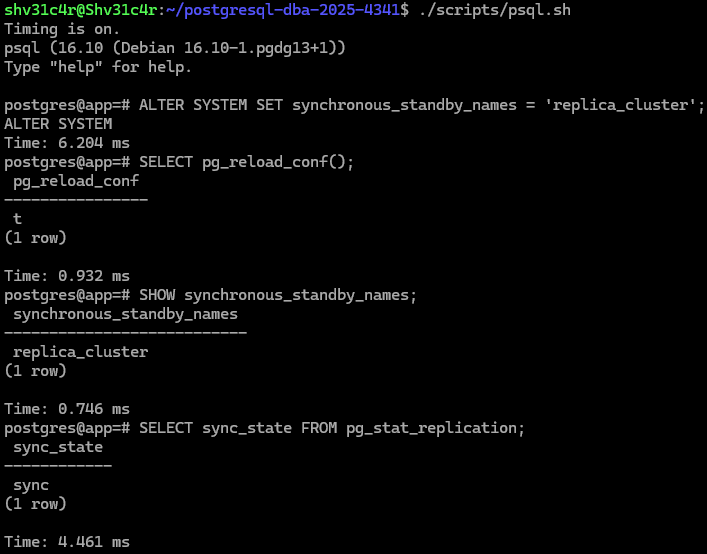 shv31c4r@Shv31c4r:~/postgresql-dba-2025-4341$ ./scripts/psql.sh
Timing is on.
psql (16.10 (Debian 16.10-1.pgdg13+1))
Type "help" for help.

postgres@app=# ALTER SYSTEM SET synchronous_standby_names = 'replica_cluster';
ALTER SYSTEM
Time: 6.204 ms
postgres@app=# SELECT pg_reload_conf();
 pg_reload_conf
----------------
 t
(1 row)

Time: 0.932 ms
postgres@app=# SHOW synchronous_standby_names;
 synchronous_standby_names
---------------------------
 replica_cluster
(1 row)

Time: 0.746 ms
postgres@app=# SELECT sync_state FROM pg_stat_replication;
 sync_state
------------
 sync
(1 row)

Time: 4.461 ms